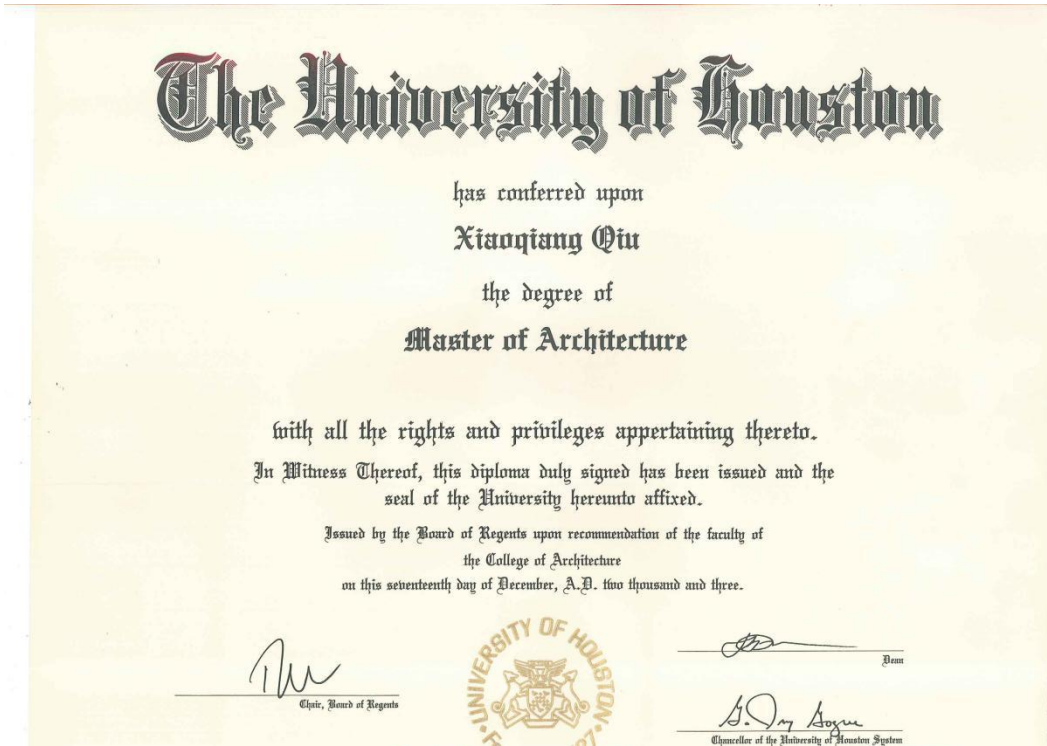 The University of Houston
has conferred upon
Xiaoqiang Qiu
the degree of
Master of Architecture
with all the rights and privileges appertaining thereto.
In Witness Thereof, this diploma duly signed has been issued and the
seal of the University hereunto affixed.
Issued by the Board of Regents upon recommendation of the faculty of
the College of Architecture
on this seventeenth day of December, A.D. two thousand and three.
UNIVERSITY OF HOUSTON
Dean
Chair, Board of Regents
Chancellor of the University of Houston System